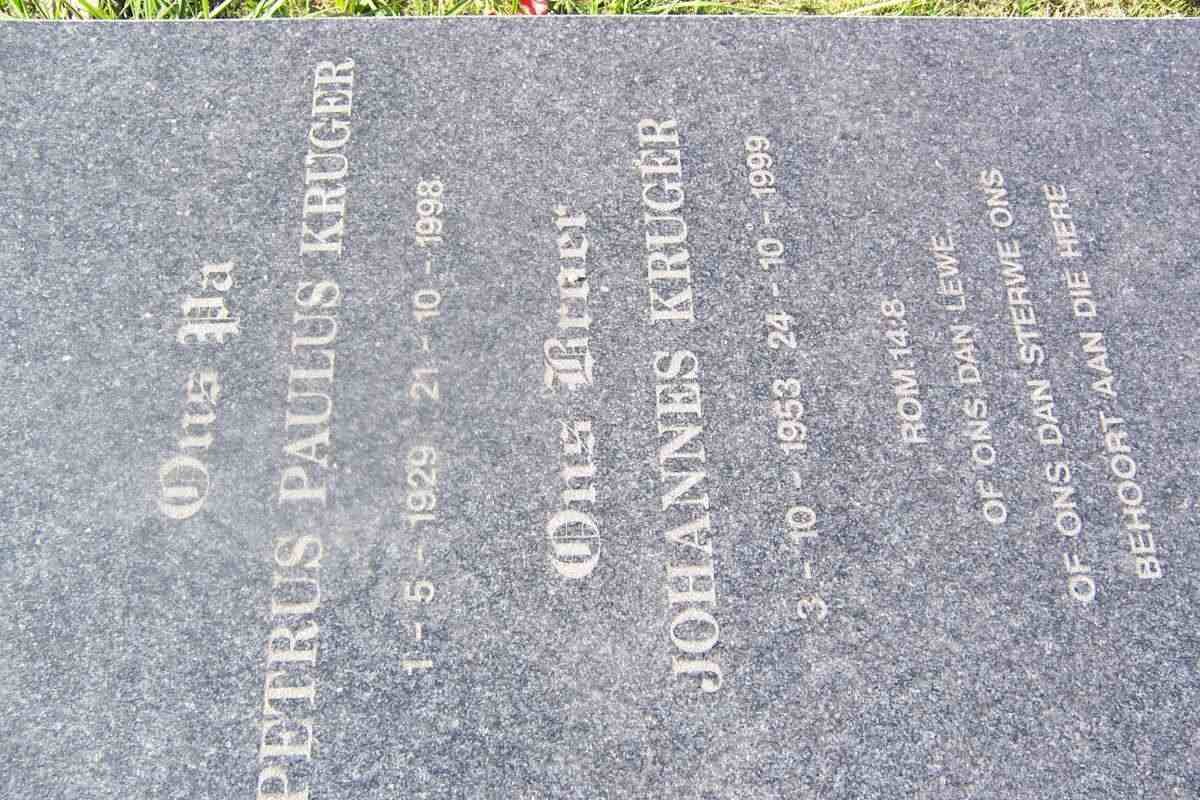 Ons Pa
PETRUS PAULUS KRUGER
1 - 5 - 1929 21 - 10 - 1998
Ons Broer
JOHANNES KRUGER
3 - 10 - 1953 24 - 10 - 1999
ROM.14:8
OF ONS DAN LEWE,
OF ONS DAN STERWE ONS
BEHOORT AAN DIE HERE